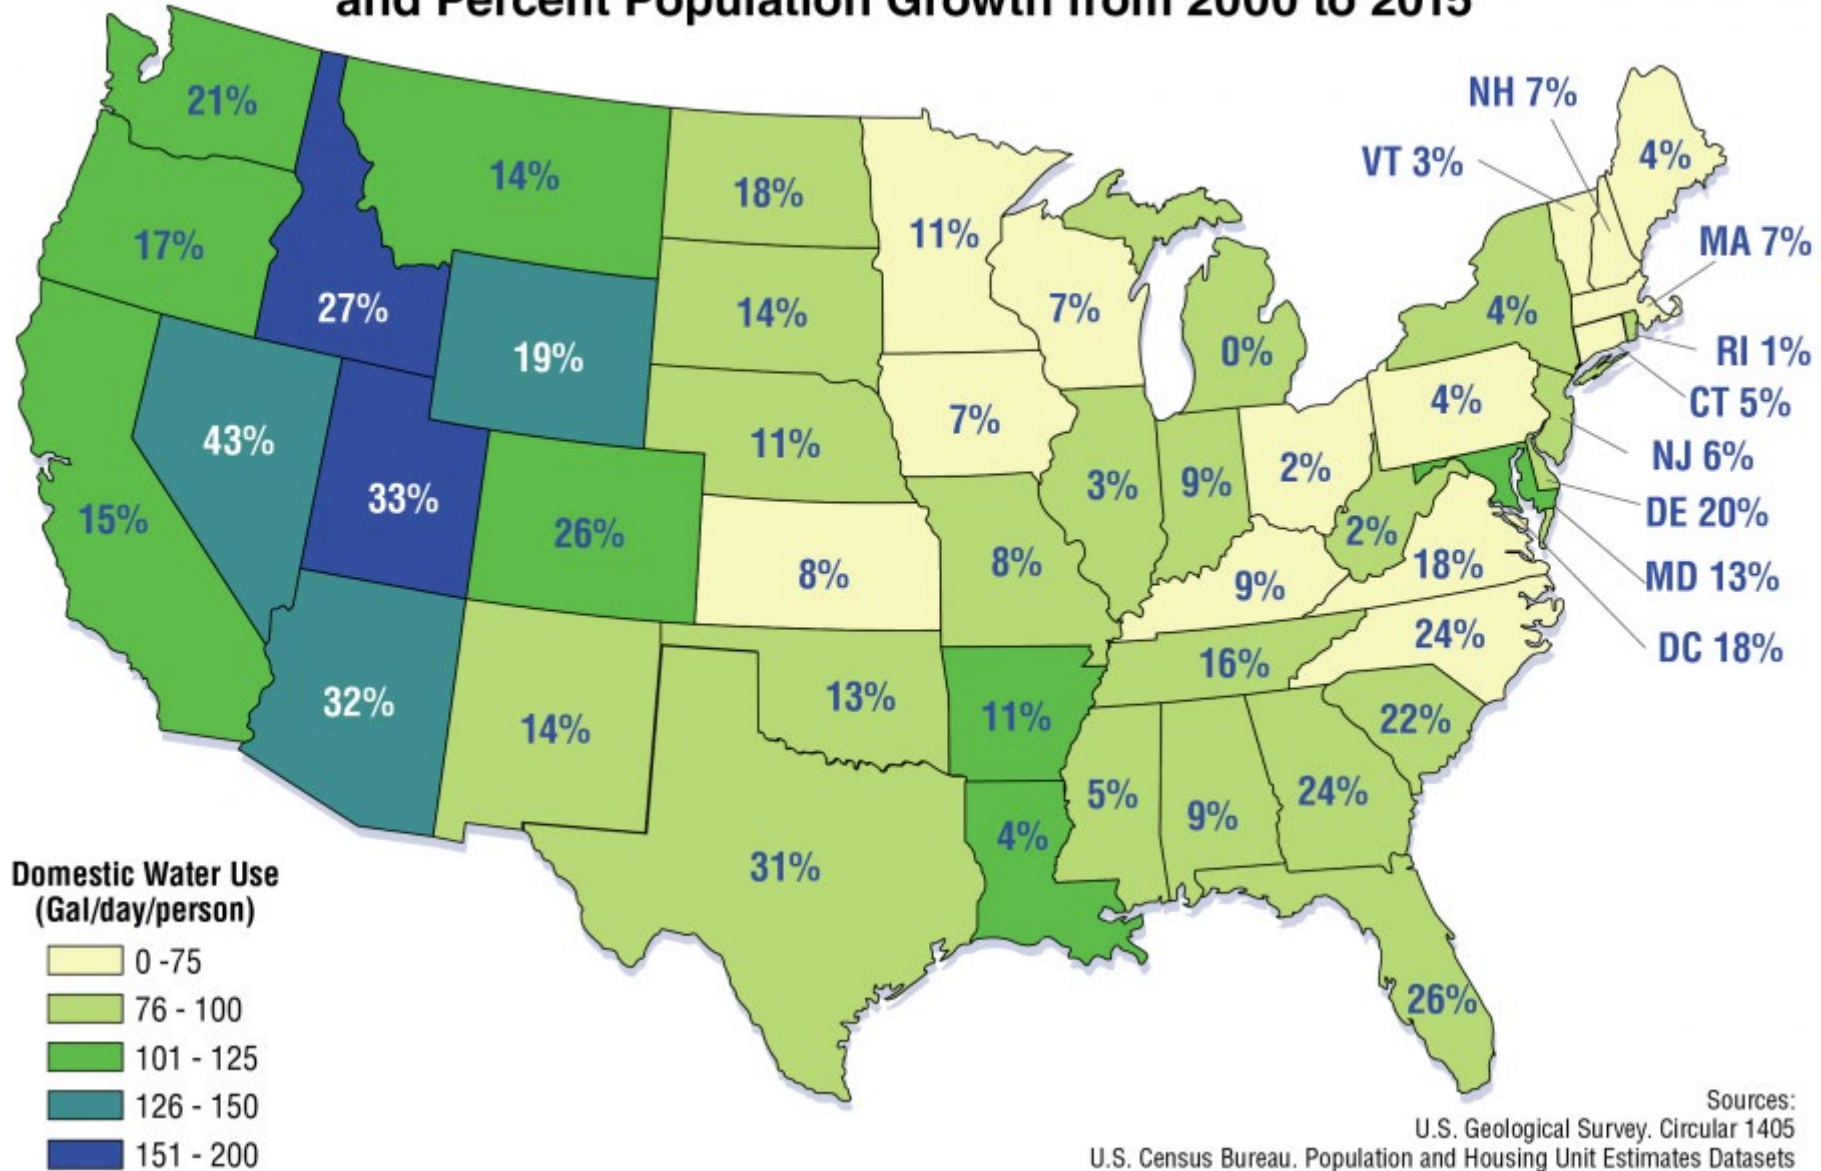 and Percent Population Growth from 2000 to 2015
21%
14%
18%
11%
NH 7%
VT 3%
4%
17%
27%
19%
14%
7%
0%
4%
MA 7%
RI 1%
CT 5%
43%
33%
11%
7%
4%
NJ 6%
15%
26%
8%
8%
3%
9%
2%
2%
18%
DE 20%
9%
MD 13%
24%
DC 18%
32%
14%
13%
16%
11%
22%
5%
9%
24%
31%
4%
26%
Domestic Water Use
(Gal/day/person)
0 -75
76 - 100
101 - 125
126 - 150
151 - 200
Sources:
U.S. Geological Survey. Circular 1405
U.S. Census Bureau. Population and Housing Unit Estimates Datasets